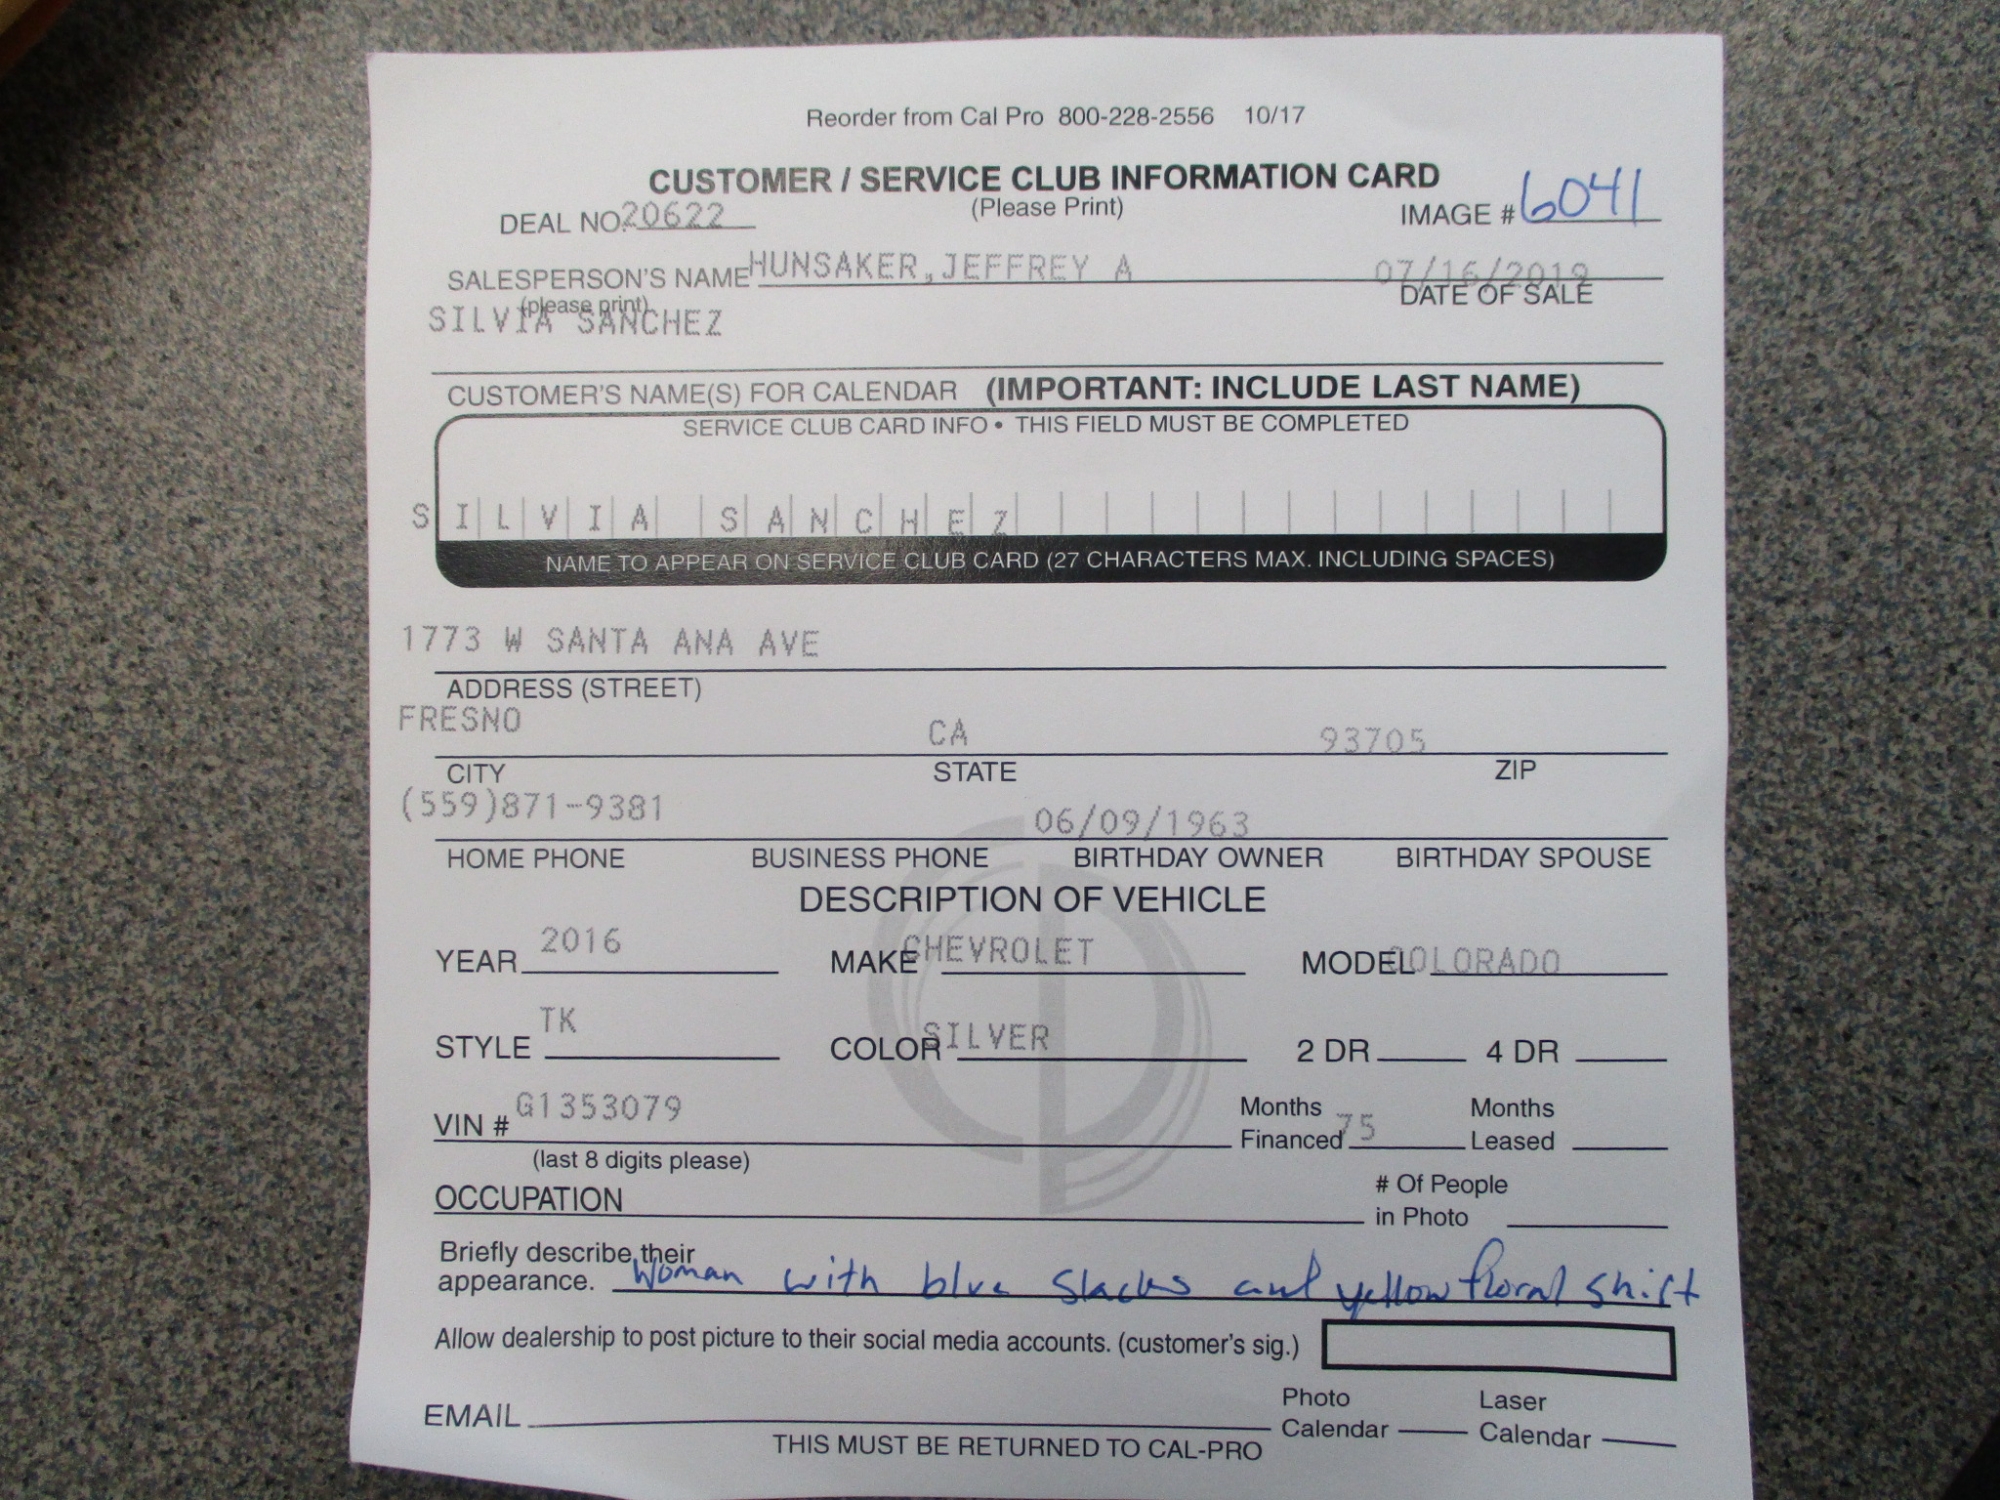 Reorder from Cal Pro 800-228-2556 10/17
CUSTOMER / SERVICE CLUB INFORMATION CARD
(Please Print)
DEAL NO. 20622 IMAGE # 6041
SALESPERSON'S NAME HUNSAKER,JEFFREY A 07/16/2019
(please print) DATE OF SALE
SILVIA SANCHEZ
CUSTOMER'S NAME(S) FOR CALENDAR (IMPORTANT: INCLUDE LAST NAME)
SERVICE CLUB CARD INFO • THIS FIELD MUST BE COMPLETED
SILVIA SANCHEZ
NAME TO APPEAR ON SERVICE CLUB CARD (27 CHARACTERS MAX. INCLUDING SPACES)
1773 W SANTA ANA AVE
ADDRESS (STREET)
FRESNO CA 93705
CITY STATE ZIP
(559)871-9381 06/09/1963
HOME PHONE BUSINESS PHONE BIRTHDAY OWNER BIRTHDAY SPOUSE
DESCRIPTION OF VEHICLE
YEAR 2016 MAKE CHEVROLET MODEL COLORADO
STYLE TK COLOR SILVER 2 DR 4 DR
VIN # G1353079 Months Financed 75 Months Leased
(last 8 digits please)
OCCUPATION # Of People in Photo
Briefly describe their
appearance. Woman with blue slacks and yellow floral shirt
Allow dealership to post picture to their social media accounts. (customer's sig.)
EMAIL Photo Calendar Laser Calendar
THIS MUST BE RETURNED TO CAL-PRO